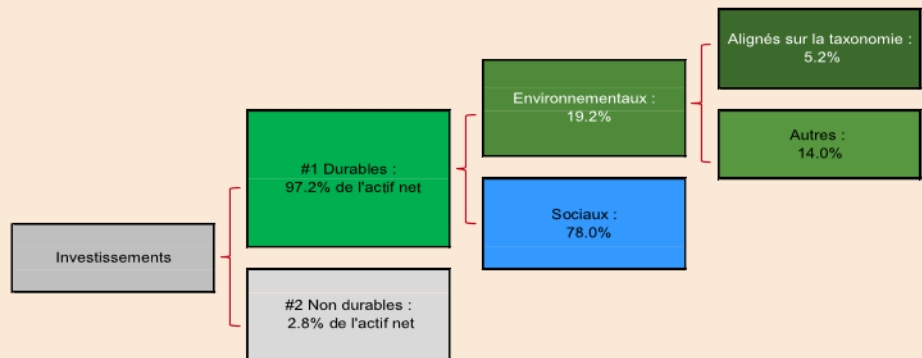 Investissements
#1 Durables :
97.2% de l'actif net
#2 Non durables :
2.8% de l'actif net
Environnementaux :
19.2%
Sociaux :
78.0%
Alignés sur la taxonomie :
5.2%
Autres :
14.0%